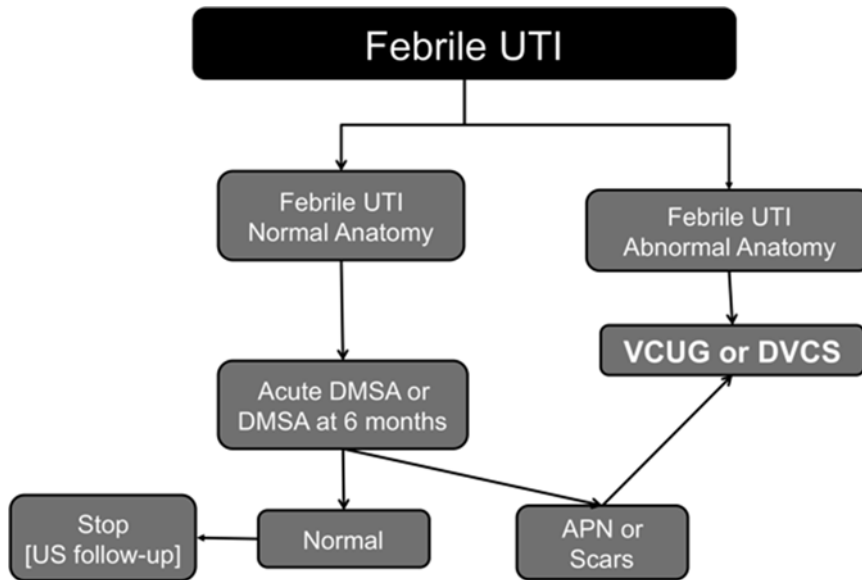 Febrile UTI
Febrile UTI
Normal Anatomy
Febrile UTI
Abnormal Anatomy
VCUG or DVCS
Acute DMSA or
DMSA at 6 months
Stop
[US follow-up]
Normal
APN or
Scars